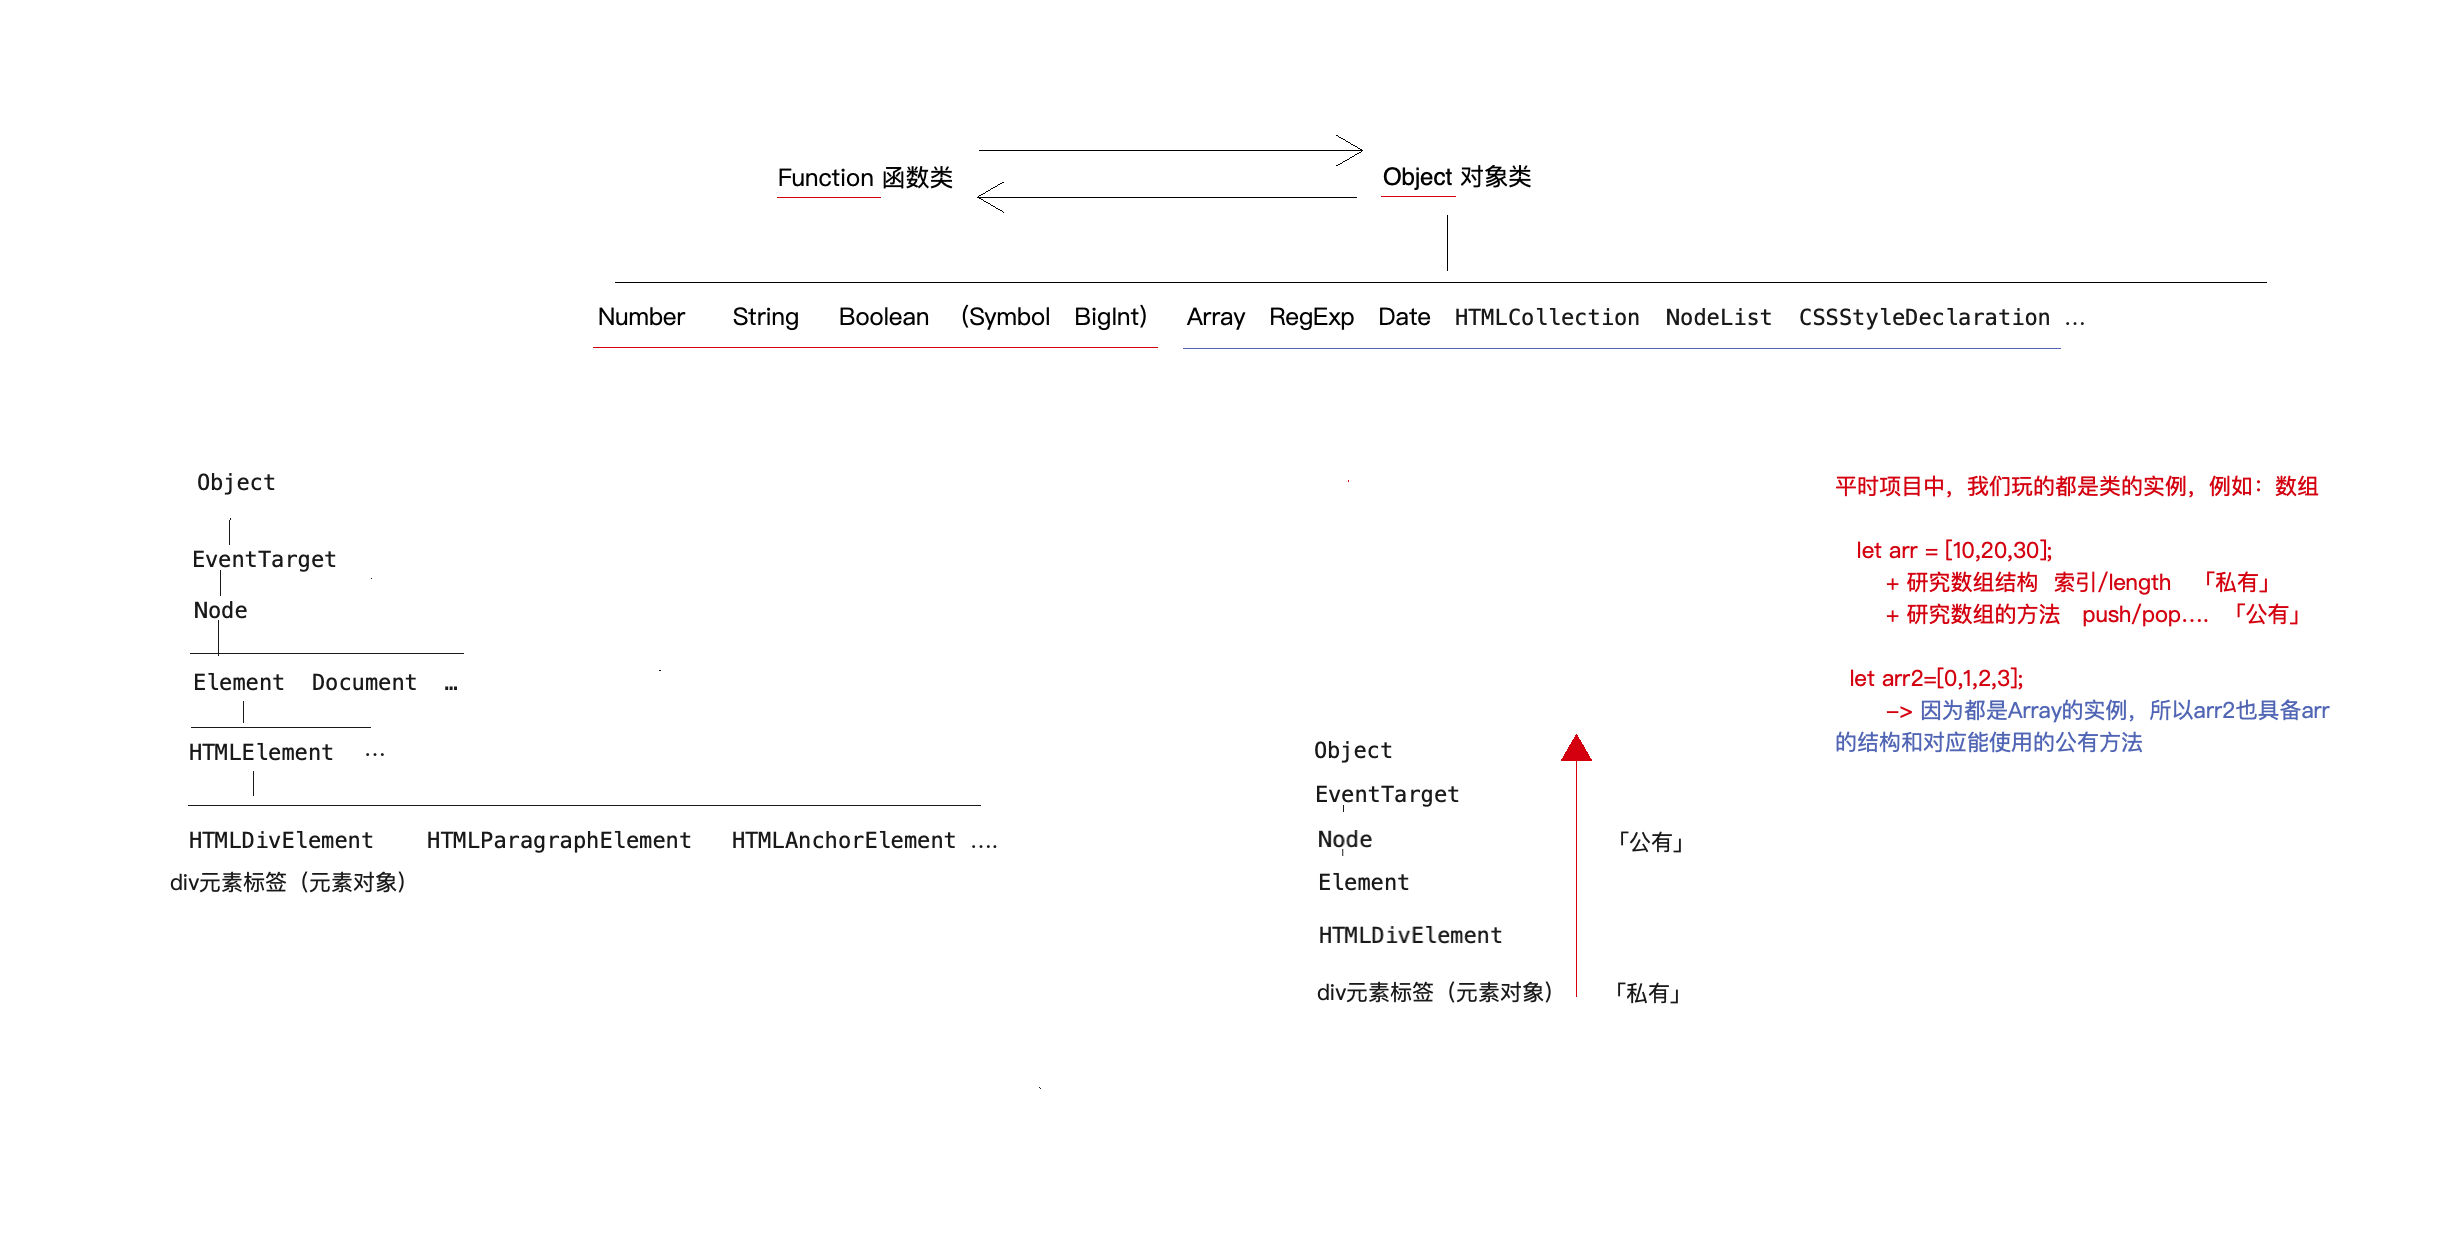 Function 函数类
Object 对象类
Number String Boolean (Symbol BigInt) Array RegExp Date HTMLCollection NodeList CSSStyleDeclaration ...
Object
EventTarget
Node
Element Document …
HTMLElement ...
HTMLDivElement HTMLParagraphElement HTMLAnchorElement ....
div元素标签（元素对象）
Object
EventTarget
Node 「公有」
Element
HTMLDivElement
div元素标签（元素对象） 「私有」
平时项目中，我们玩的都是类的实例，例如：数组
let arr = [10,20,30];
+ 研究数组结构 索引/length 「私有」
+ 研究数组的方法 push/pop.... 「公有」
let arr2=[0,1,2,3];
-> 因为都是Array的实例，所以arr2也具备arr
的结构和对应能使用的公有方法